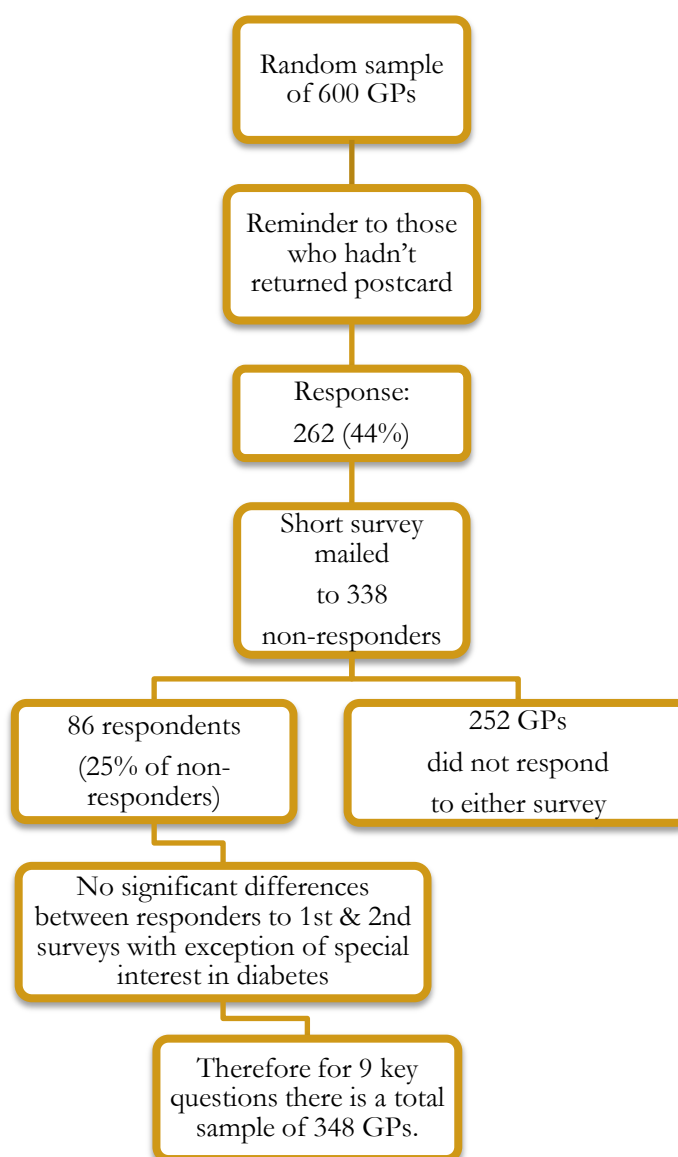 Random sample
of 600 GPs
Reminder to those
who hadn’t
returned postcard
Response:
262 (44%)
Short survey
mailed
to 338
non-responders
86 respondents
(25% of non-
responders)
252 GPs
did not respond
to either survey
No significant differences
between responders to 1st & 2nd
surveys with exception of special
interest in diabetes
Therefore for 9 key
questions there is a total
sample of 348 GPs.